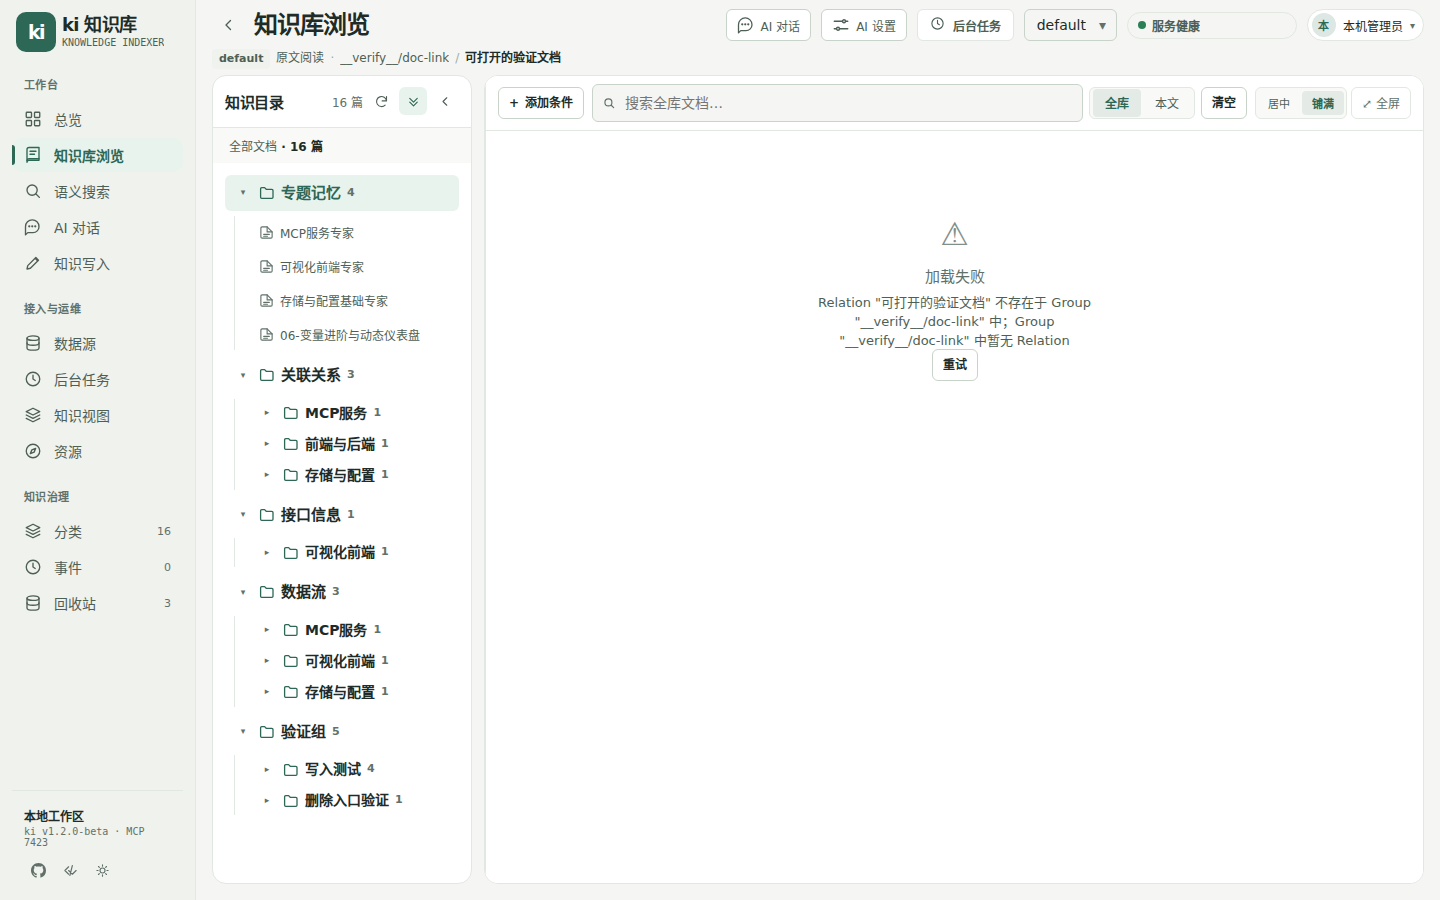 ki
ki 知识库
KNOWLEDGE INDEXER
工作台
总览
知识库浏览
语义搜索
AI 对话
知识写入
接入与运维
数据源
后台任务
知识视图
资源
知识治理
分类 16
事件 0
回收站 3
本地工作区
ki v1.2.0-beta · MCP
7423
知识库浏览
AI 对话 AI 设置 后台任务 default 服务健康 本 本机管理员
default 原文阅读 · __verify__/doc-link / 可打开的验证文档
知识目录 16 篇
全部文档 · 16 篇
专题记忆 4
MCP服务专家
可视化前端专家
存储与配置基础专家
06-变量进阶与动态仪表盘
关联关系 3
MCP服务 1
前端与后端 1
存储与配置 1
接口信息 1
可视化前端 1
数据流 3
MCP服务 1
可视化前端 1
存储与配置 1
验证组 5
写入测试 4
删除入口验证 1
+ 添加条件 搜索全库文档... 全库 本文 清空 居中 铺满 全屏
加载失败
Relation "可打开的验证文档" 不存在于 Group
"__verify__/doc-link" 中；Group
"__verify__/doc-link" 中暂无 Relation
重试